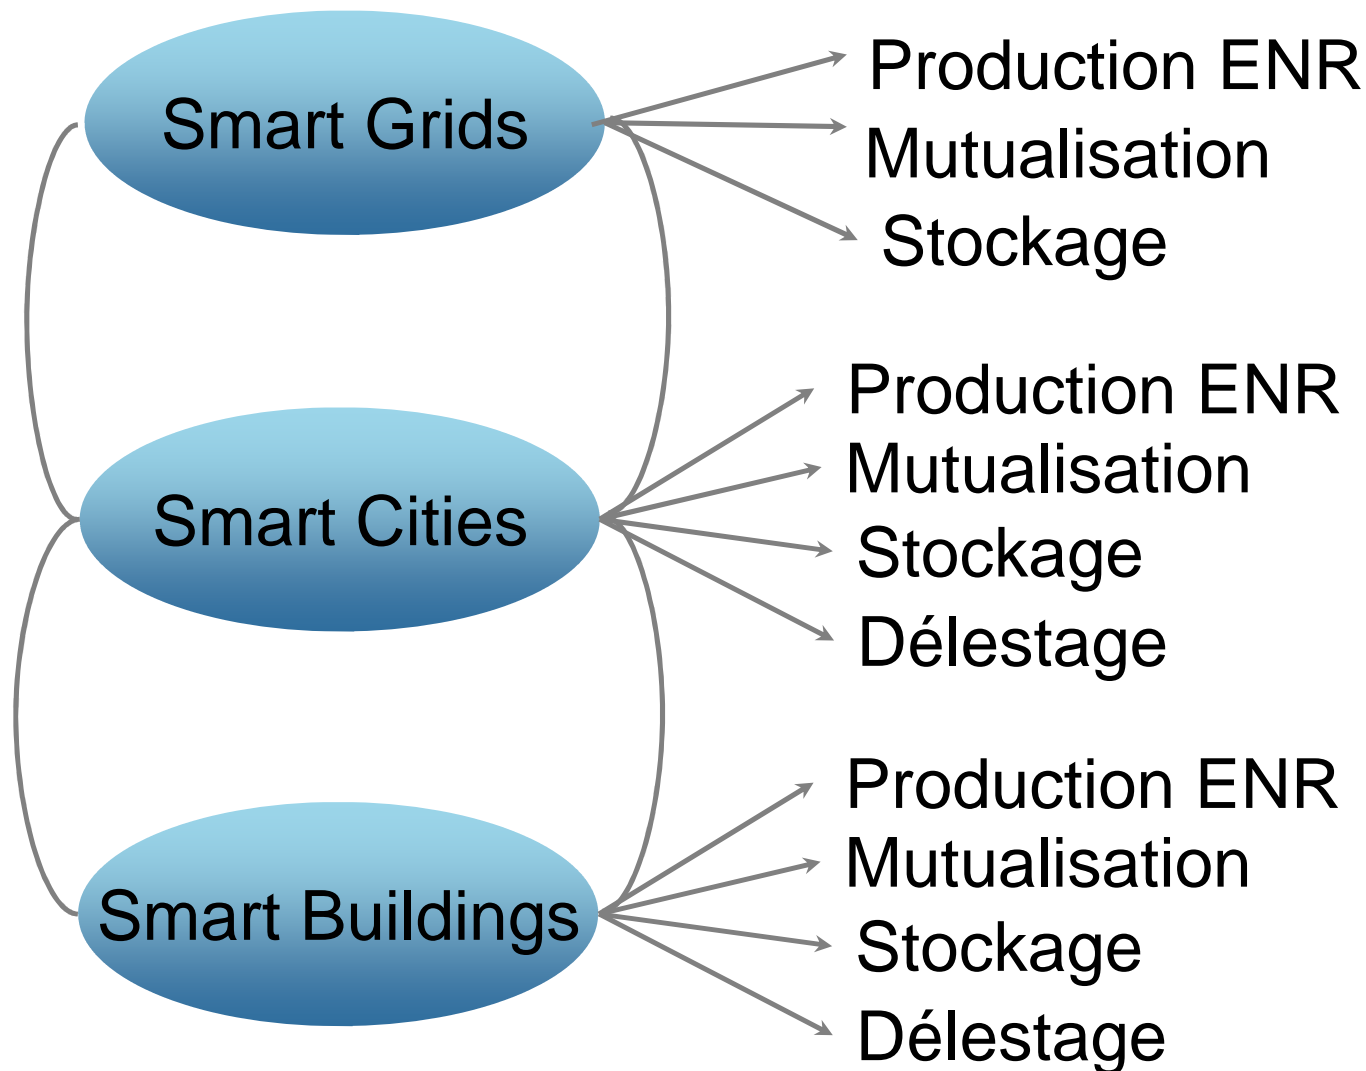 Smart Grids
Production ENR
Mutualisation
Stockage
Smart Cities
Production ENR
Mutualisation
Stockage
Délestage
Smart Buildings
Production ENR
Mutualisation
Stockage
Délestage